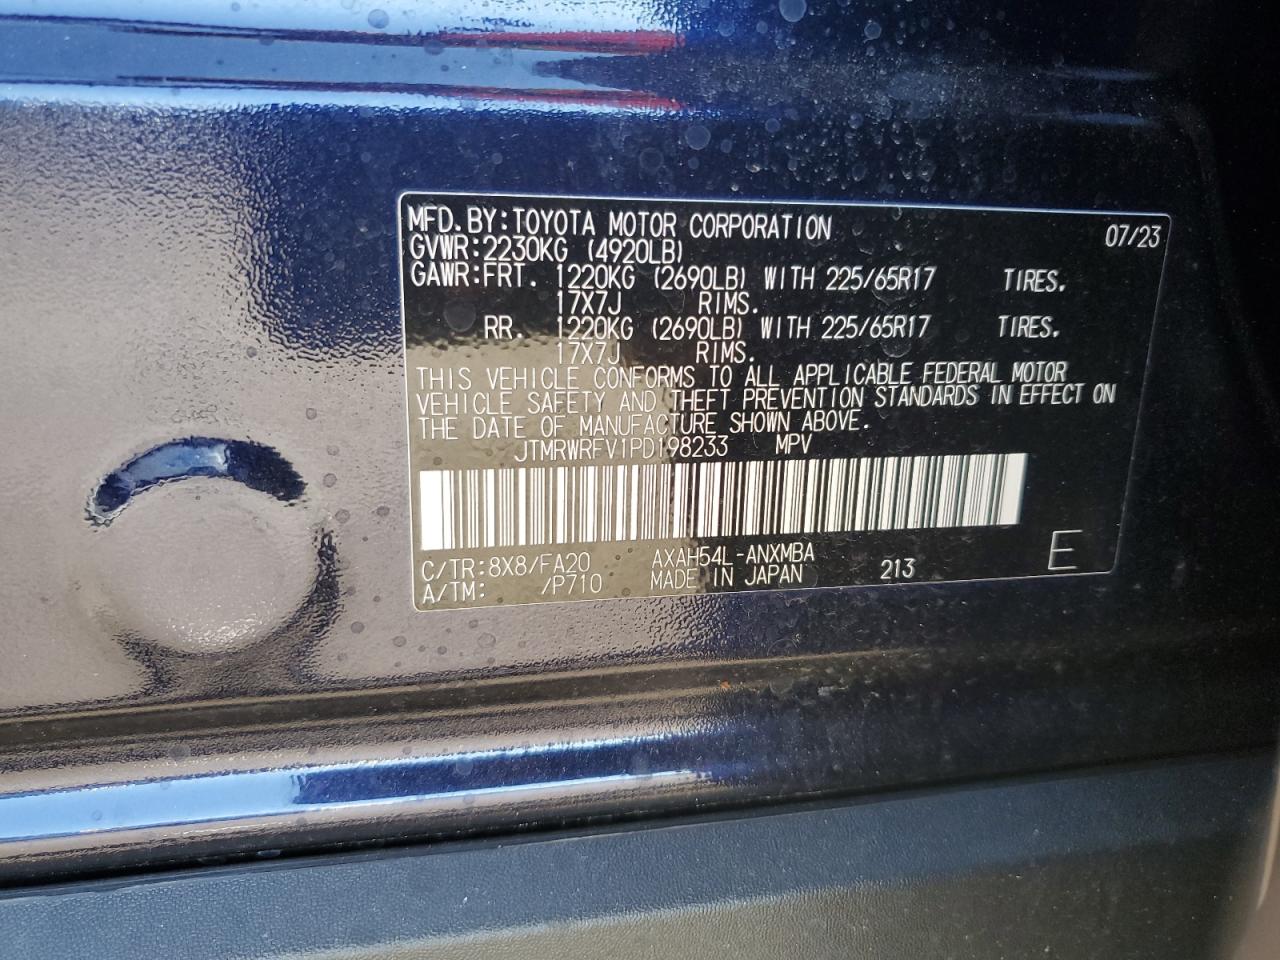 MFD.BY:TOYOTA MOTOR CORPORATION 07/23
GVWR:2230KG (4920LB)
GAWR:FRT. 1220KG (2690LB) WITH 225/65R17 TIRES.
17X7J RIMS.
RR. 1220KG (2690LB) WITH 225/65R17 TIRES.
17X7J RIMS.
THIS VEHICLE CONFORMS TO ALL APPLICABLE FEDERAL MOTOR
VEHICLE SAFETY AND THEFT PREVENTION STANDARDS IN EFFECT ON
THE DATE OF MANUFACTURE SHOWN ABOVE.
JTMRWRFV1PD198233 MPV
C/TR:8X8/FA20 AXAH54L-ANXMBA
A/TM: /P710 MADE IN JAPAN 213 E